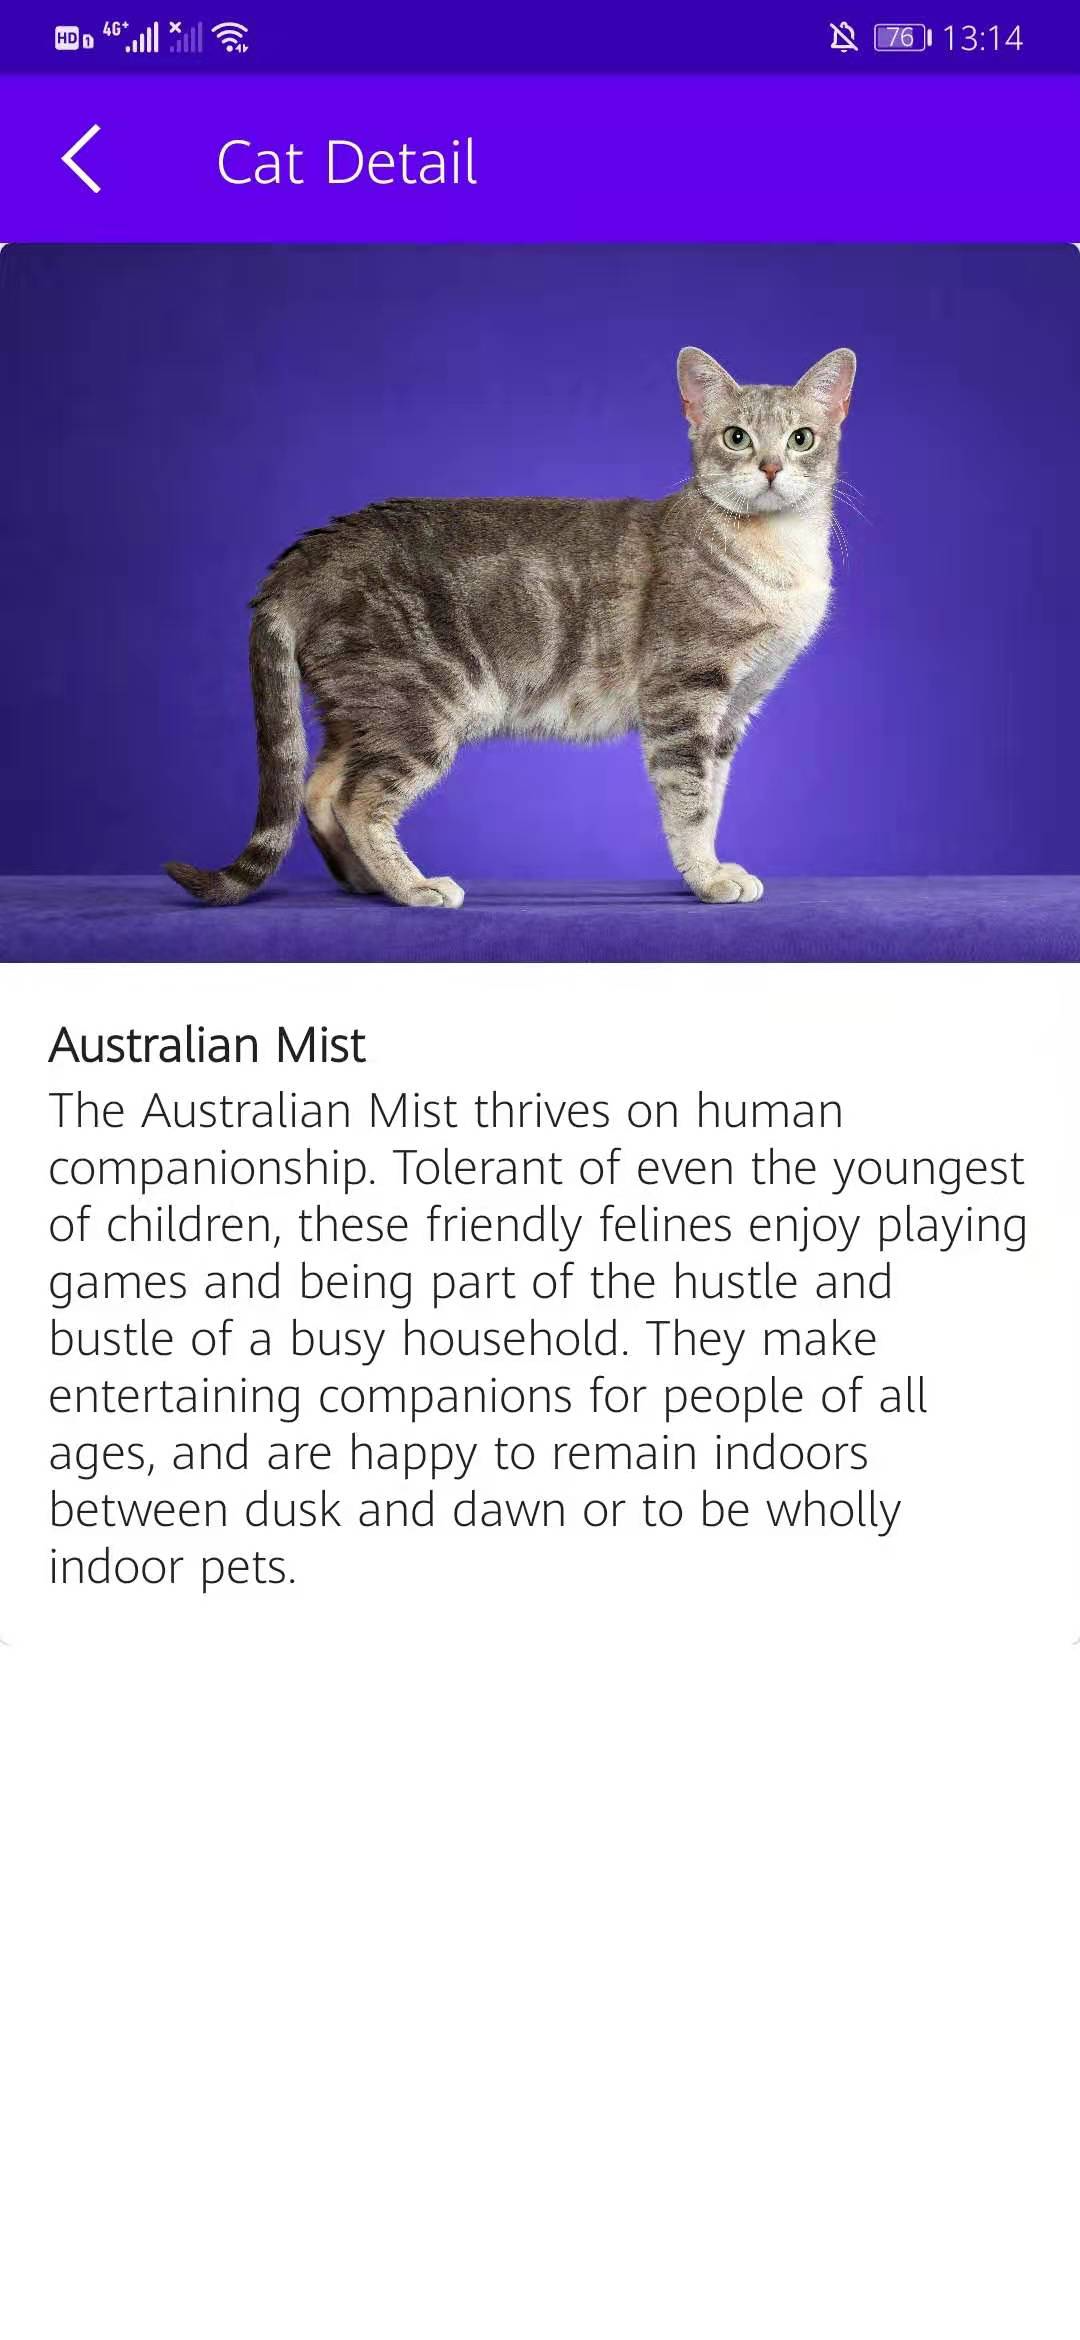 HD 1 4G+ 76 13:14
Cat Detail
Australian Mist
The Australian Mist thrives on human
companionship. Tolerant of even the youngest
of children, these friendly felines enjoy playing
games and being part of the hustle and
bustle of a busy household. They make
entertaining companions for people of all
ages, and are happy to remain indoors
between dusk and dawn or to be wholly
indoor pets.